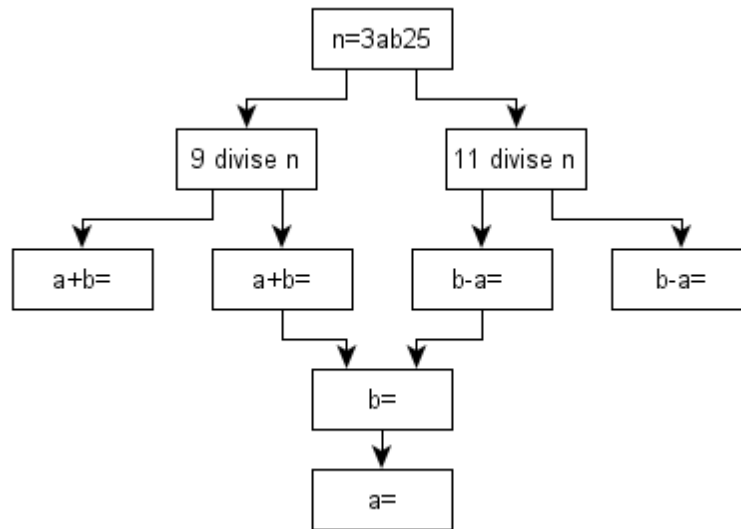 n=3ab25
9 divise n
11 divise n
a+b=
a+b=
b-a=
b-a=
b=
a=